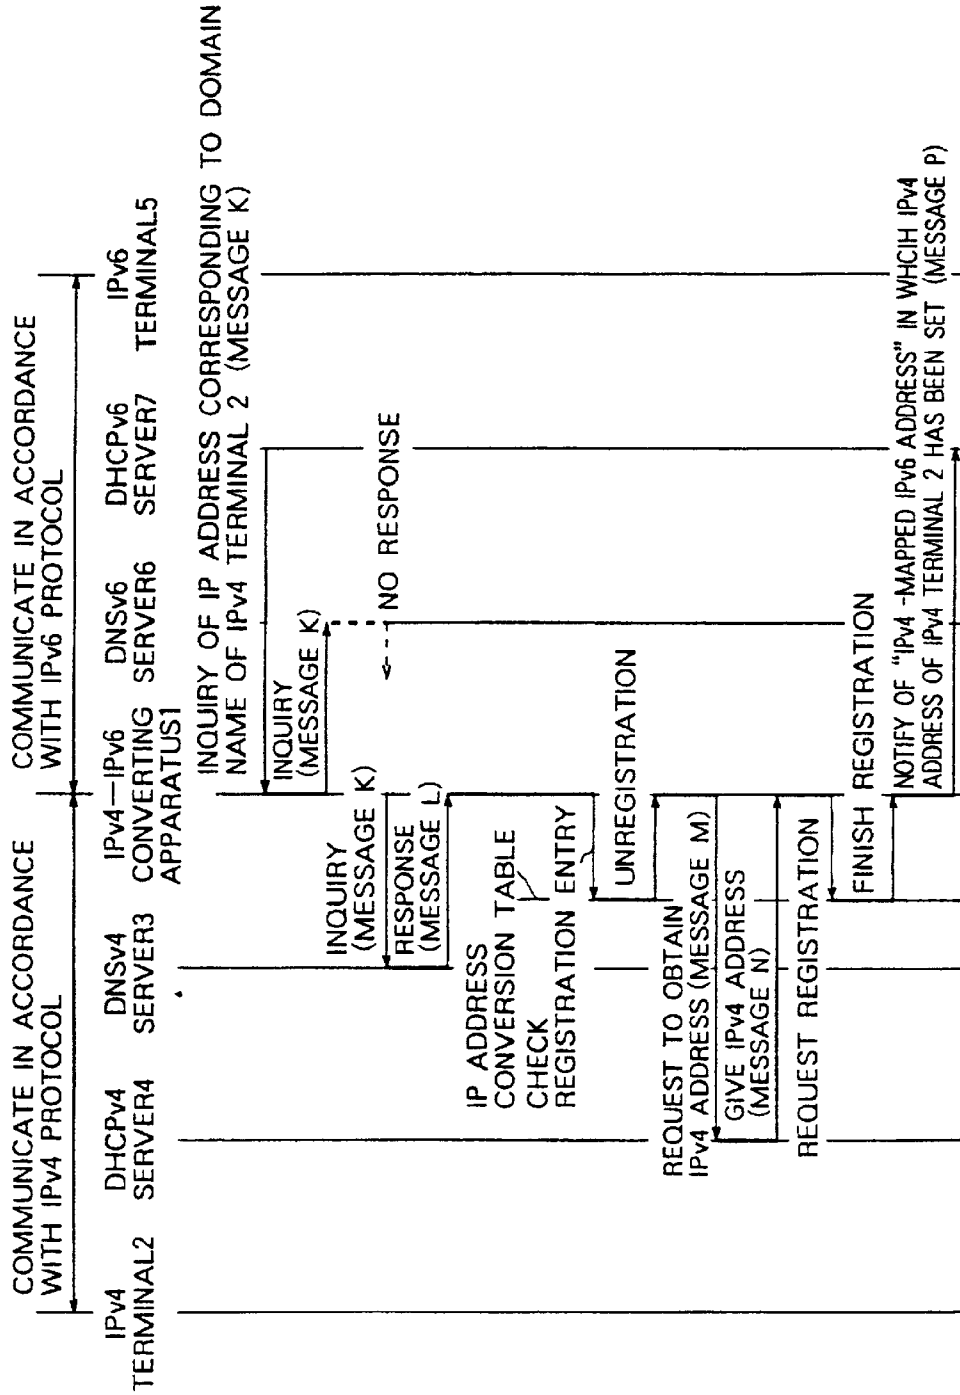 COMMUNICATE IN ACCORDANCE
WITH IPv4 PROTOCOL
COMMUNICATE IN ACCORDANCE
WITH IPv6 PROTOCOL
IPv4
TERMINAL2
DHCPv4
SERVER4
DNSv4
SERVER3
IPv4—IPv6
CONVERTING
APPARATUS1
DNSv6
SERVER6
DHCPv6
SERVER7
IPv6
TERMINAL5
INQUIRY OF IP ADDRESS CORRESPONDING TO DOMAIN
NAME OF IPv4 TERMINAL 2 (MESSAGE K)
INQUIRY
(MESSAGE K)
NO RESPONSE
INQUIRY
(MESSAGE K)
RESPONSE
(MESSAGE L)
IP ADDRESS
CONVERSION TABLE
CHECK
REGISTRATION ENTRY
UNREGISTRATION
REQUEST TO OBTAIN
IPv4 ADDRESS (MESSAGE M)
GIVE IPv4 ADDRESS
(MESSAGE N)
REQUEST REGISTRATION
FINISH REGISTRATION
NOTIFY OF "IPv4 -MAPPED IPv6 ADDRESS" IN WHCIH IPv4
ADDRESS OF IPv4 TERMINAL 2 HAS BEEN SET (MESSAGE P)